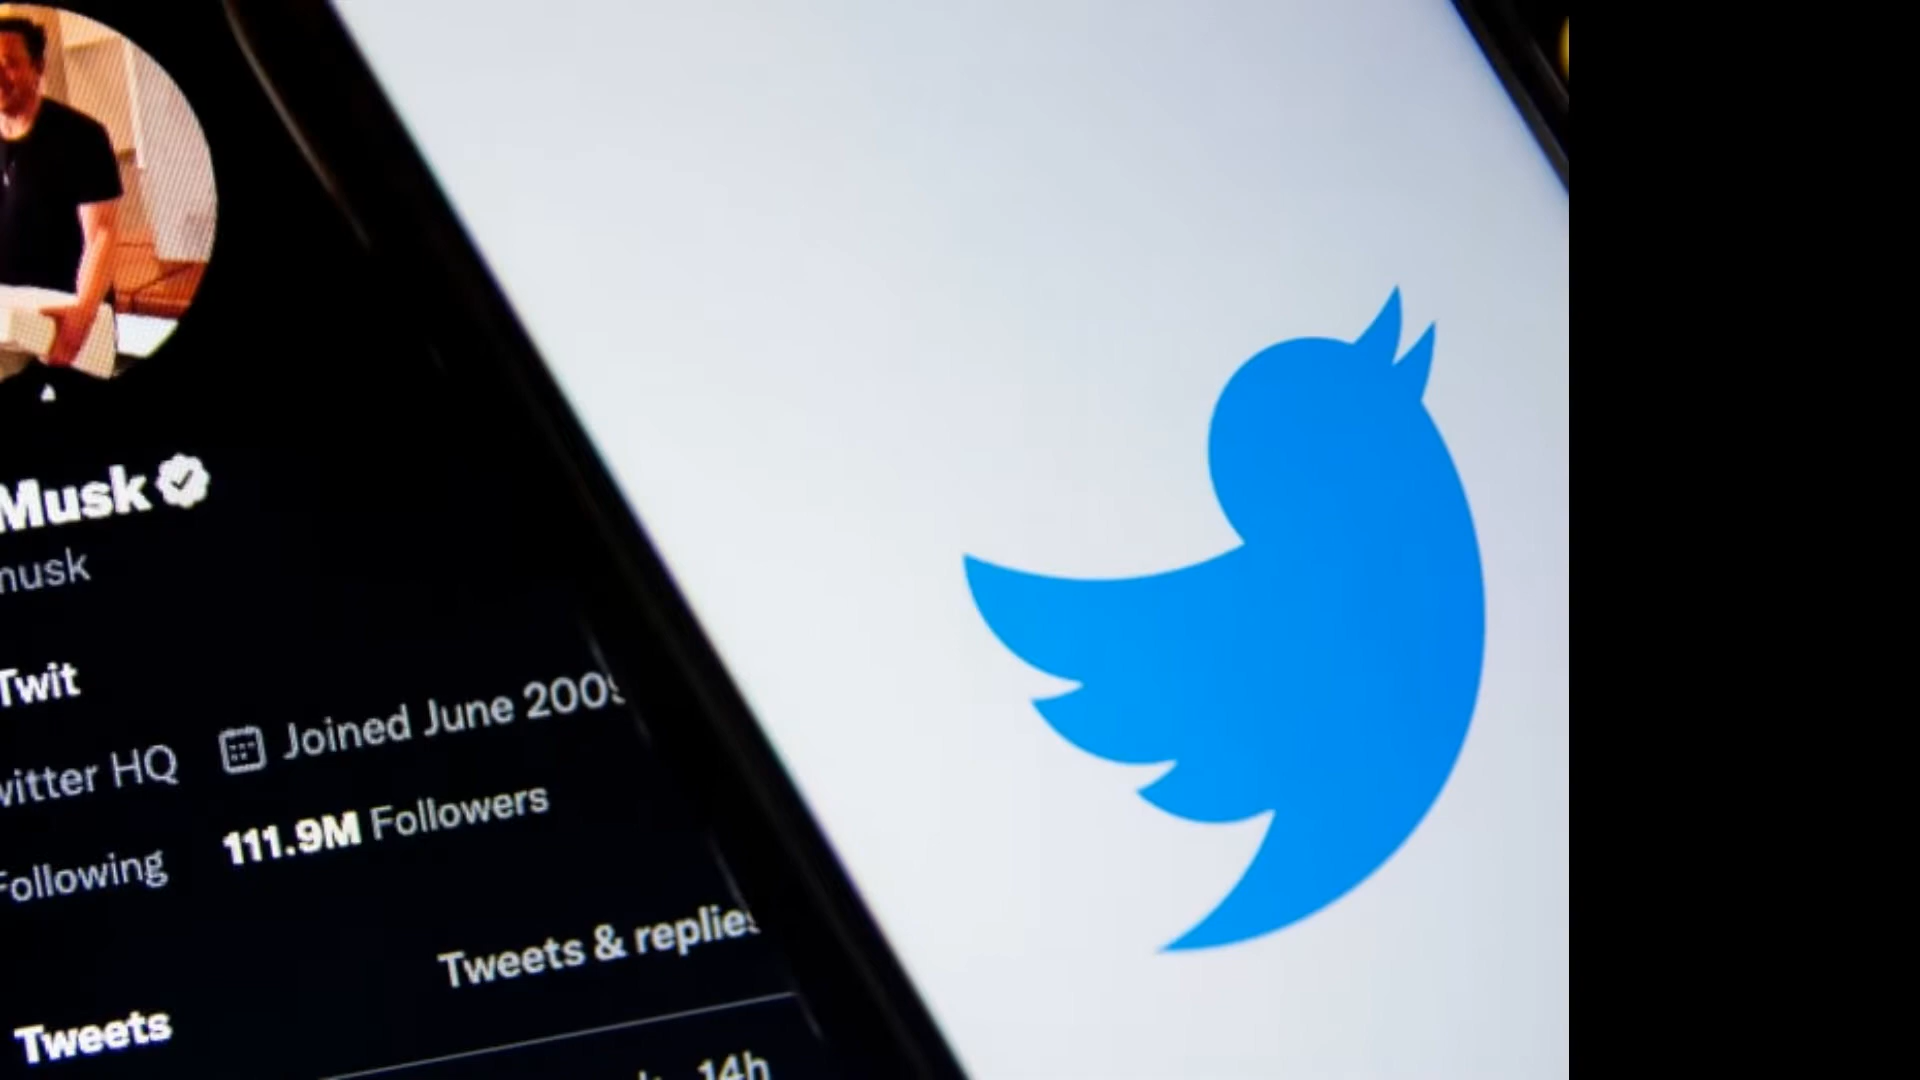 Musk
musk
Twit
witter HQ Joined June 2009
Following 111.9M Followers
Tweets Tweets & replies
14h